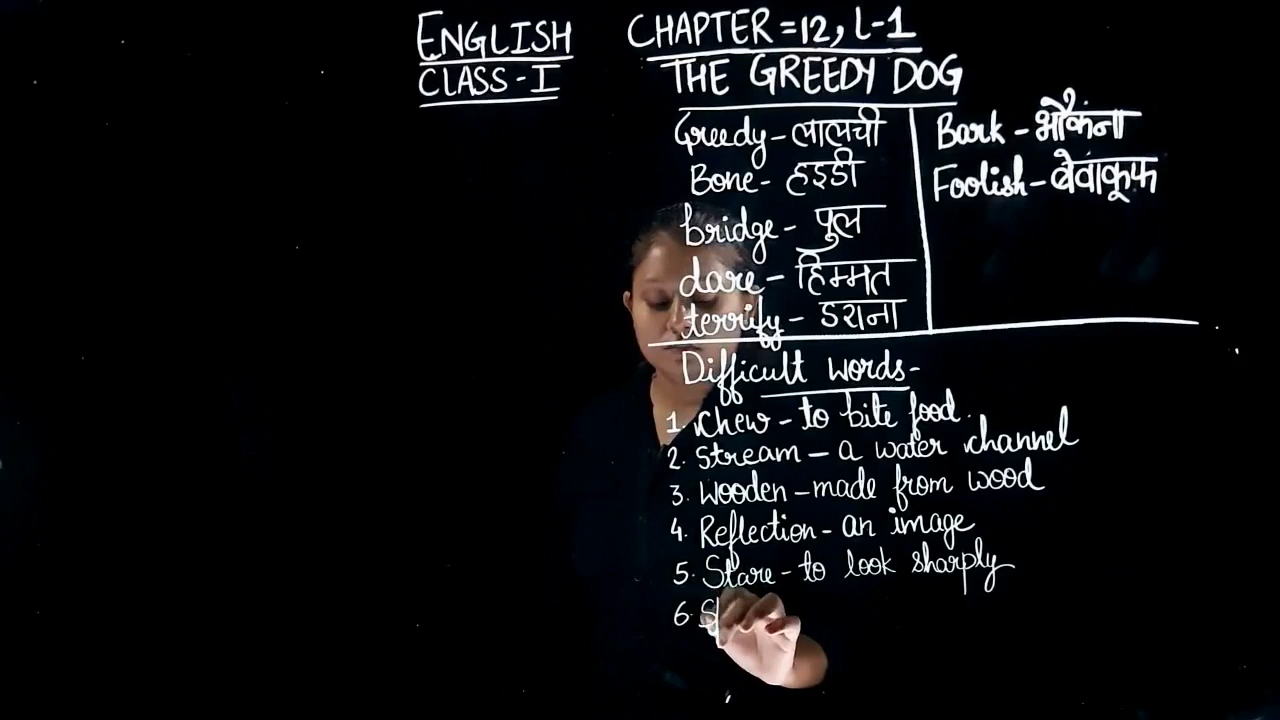 ENGLISH CHAPTER=12, L-1
CLASS-I THE GREEDY DOG
Greedy-लालची
Bone-हड्डी
bridge-पुल
dare-हिम्मत
terrify-डराना
Bark-भौकंना
Foolish-बेवाकूफ
Difficult words-
1. Chew-to bite food.
2. Stream-a water channel
3. Wooden-made from wood
4. Reflection-an image
5. Stare-to look sharply
6.